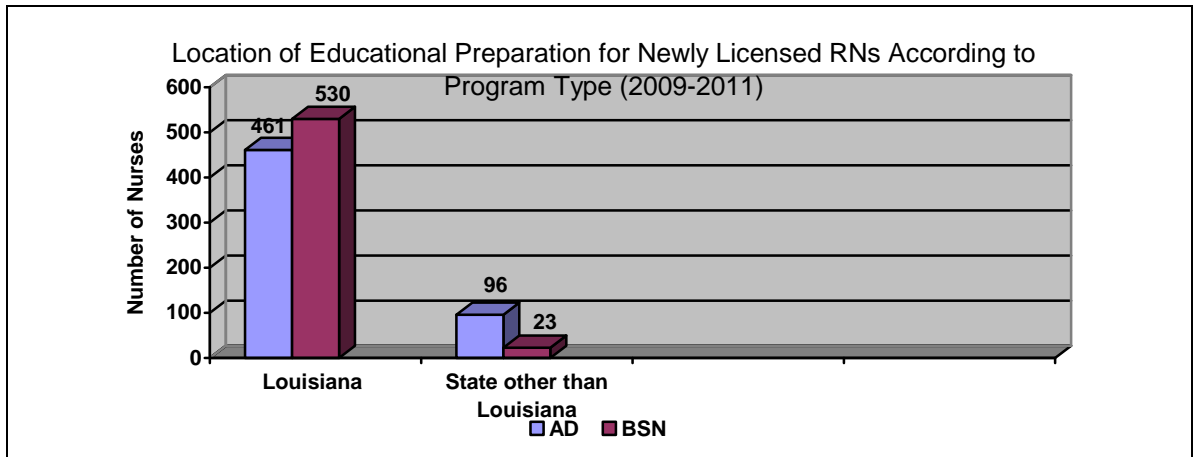 Location of Educational Preparation for Newly Licensed RNs According to
Program Type (2009-2011)
600
500
400
300
200
100
0
Number of Nurses
461
530
96
23
Louisiana
State other than
Louisiana
AD BSN